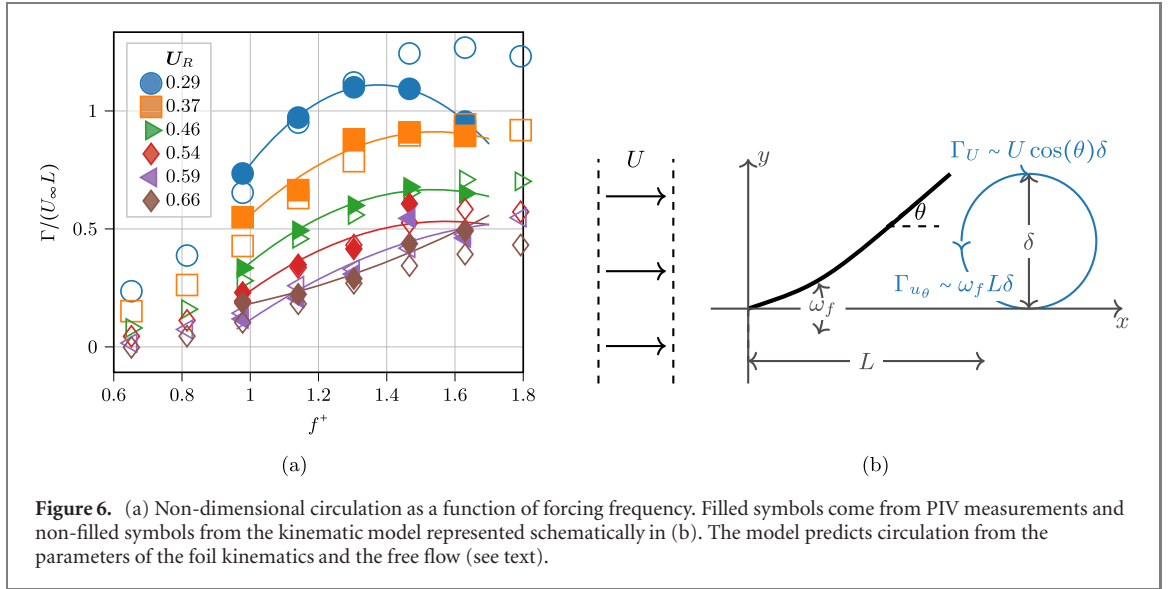 U_R
0.29
0.37
0.46
0.54
0.59
0.66
Γ/(U∞L)
1
0.5
0
0.6 0.8 1 1.2 1.4 1.6 1.8
f⁺
(a)
U
y
Γ_U ~ U cos(θ)δ
θ
δ
Γ_{u_θ} ~ ω_f Lδ
ω_f
x
L
(b)
Figure 6. (a) Non-dimensional circulation as a function of forcing frequency. Filled symbols come from PIV measurements and
non-filled symbols from the kinematic model represented schematically in (b). The model predicts circulation from the
parameters of the foil kinematics and the free flow (see text).